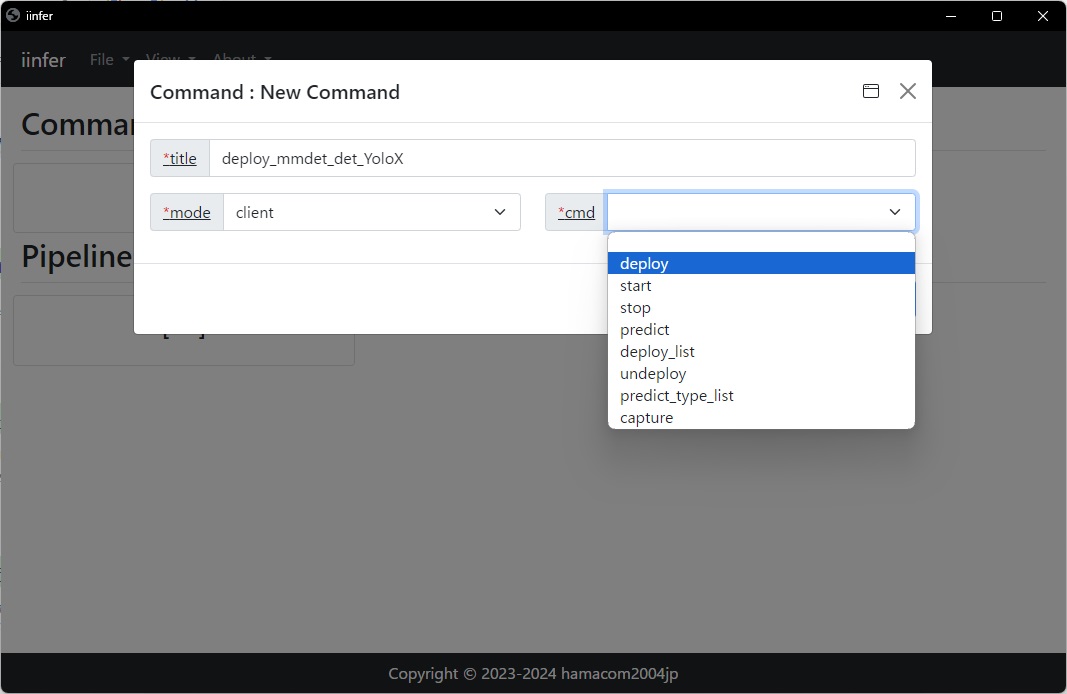 iinfer
iinfer File View About
Command : New Command
*title deploy_mmdet_det_YoloX
*mode client *cmd
deploy
start
stop
predict
deploy_list
undeploy
predict_type_list
capture
Pipeline
Copyright © 2023-2024 hamacom2004jp